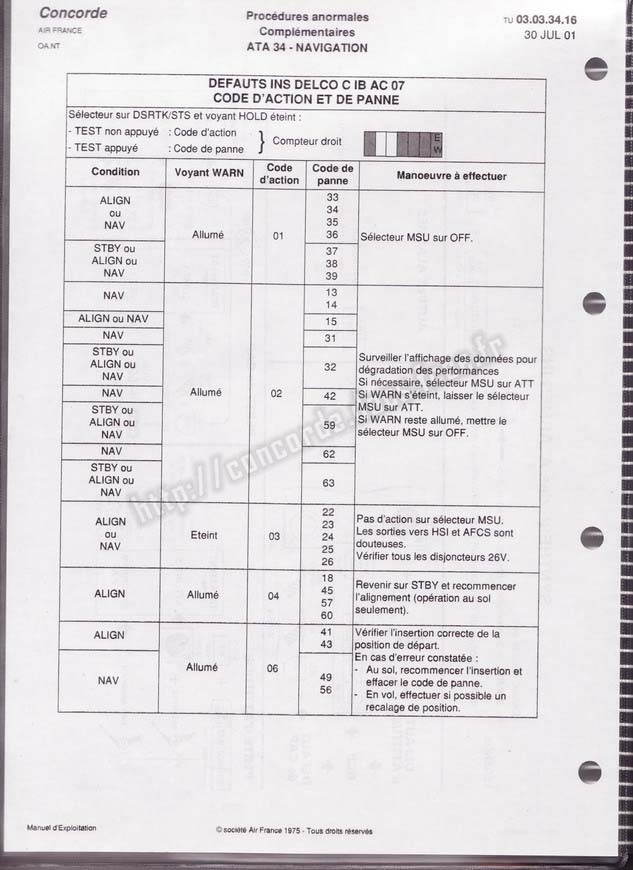 Concorde
AIR FRANCE
OA.NT
Procédures anormales
Complémentaires
ATA 34 - NAVIGATION
TU 03.03.34.16
30 JUL 01
DEFAUTS INS DELCO C IB AC 07
CODE D'ACTION ET DE PANNE
Sélecteur sur DSRTK/STS et voyant HOLD éteint :
- TEST non appuyé : Code d'action
- TEST appuyé : Code de panne
} Compteur droit
E
W
Condition Voyant WARN Code d'action Code de panne Manoeuvre à effectuer
ALIGN
ou
NAV
33
34
35
36
STBY ou
ALIGN ou
NAV
37
38
39
Allumé 01
Sélecteur MSU sur OFF.
NAV
13
14
ALIGN ou NAV 15
NAV 31
STBY ou
ALIGN ou
NAV
32
NAV 42
STBY ou
ALIGN ou
NAV
59
NAV 62
STBY ou
ALIGN ou
NAV
63
Allumé 02
Surveiller l'affichage des données pour
dégradation des performances
Si nécessaire, sélecteur MSU sur ATT
Si WARN s'éteint, laisser le sélecteur
MSU sur ATT.
Si WARN reste allumé, mettre le
sélecteur MSU sur OFF.
ALIGN
ou
NAV
Eteint 03
22
23
24
25
26
Pas d'action sur sélecteur MSU.
Les sorties vers HSI et AFCS sont
douteuses.
Vérifier tous les disjoncteurs 26V.
ALIGN Allumé 04
18
45
57
60
Revenir sur STBY et recommencer
l'alignement (opération au sol
seulement).
ALIGN
41
43
NAV
49
56
Allumé 06
Vérifier l'insertion correcte de la
position de départ.
En cas d'erreur constatée :
- Au sol, recommencer l'insertion et
effacer le code de panne.
- En vol, effectuer si possible un
recalage de position.
Manuel d'Exploitation
© société Air France 1975 - Tous droits réservés